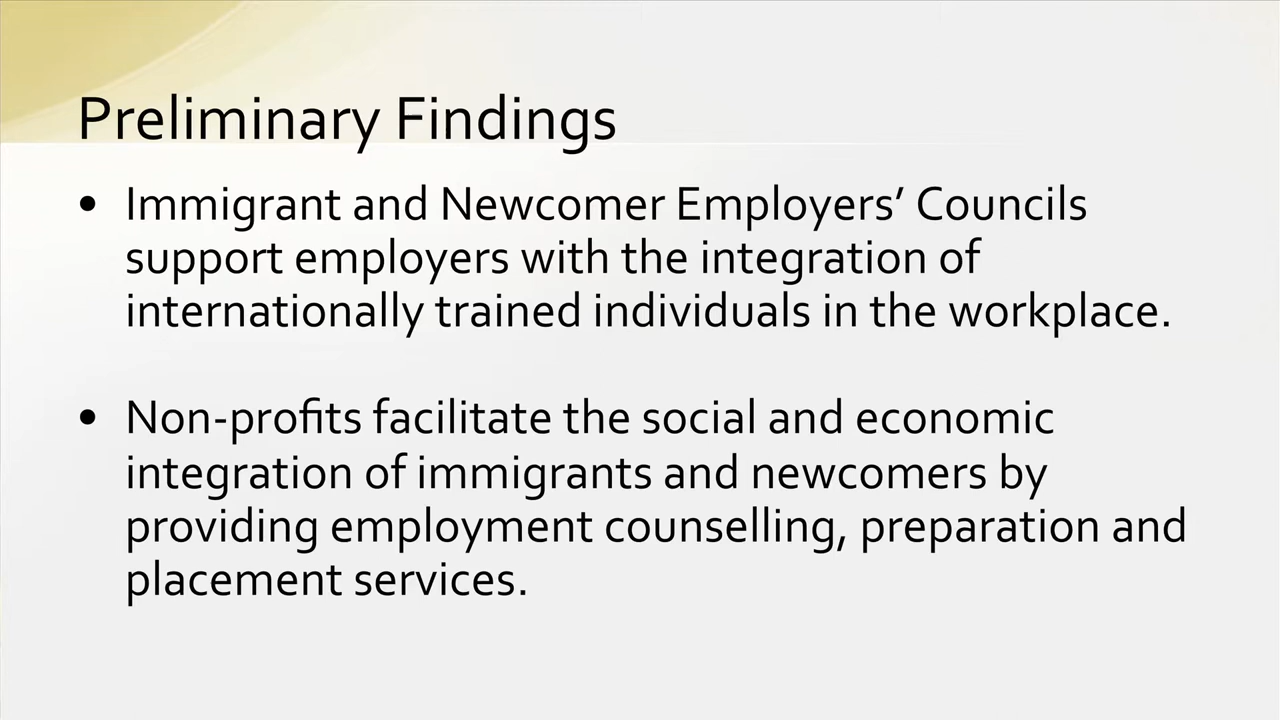 Preliminary Findings
• Immigrant and Newcomer Employers’ Councils
support employers with the integration of
internationally trained individuals in the workplace.
• Non-profits facilitate the social and economic
integration of immigrants and newcomers by
providing employment counselling, preparation and
placement services.